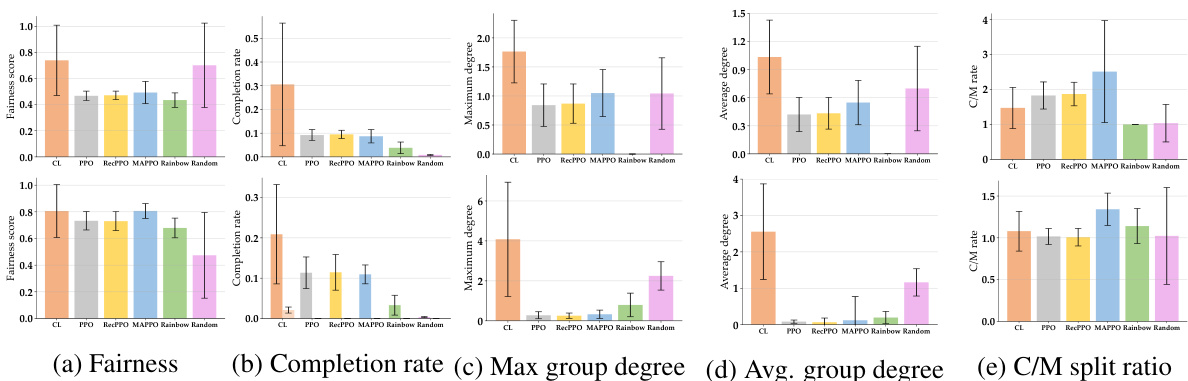 Fairness score
1.0
0.8
0.6
0.4
0.2
0.0
CL PPO RecPPO MAPPO Rainbow Random
Completion rate
0.5
0.4
0.3
0.2
0.1
0.0
CL PPO RecPPO MAPPO Rainbow Random
Maximum degree
2.0
1.5
1.0
0.5
0.0
CL PPO RecPPO MAPPO Rainbow Random
Average degree
1.5
1.2
0.9
0.6
0.3
0.0
CL PPO RecPPO MAPPO Rainbow Random
C/M rate
4
3
2
1
0
CL PPO RecPPO MAPPO Rainbow Random
Fairness score
1.0
0.8
0.6
0.4
0.2
0.0
CL PPO RecPPO MAPPO Rainbow Random
Completion rate
0.3
0.2
0.1
0.0
CL PPO RecPPO MAPPO Rainbow Random
Maximum degree
6
4
2
0
CL PPO RecPPO MAPPO Rainbow Random
Average degree
4
3
2
1
0
CL PPO RecPPO MAPPO Rainbow Random
C/M rate
1.5
1.0
0.5
0.0
CL PPO RecPPO MAPPO Rainbow Random
(a) Fairness
(b) Completion rate
(c) Max group degree
(d) Avg. group degree
(e) C/M split ratio